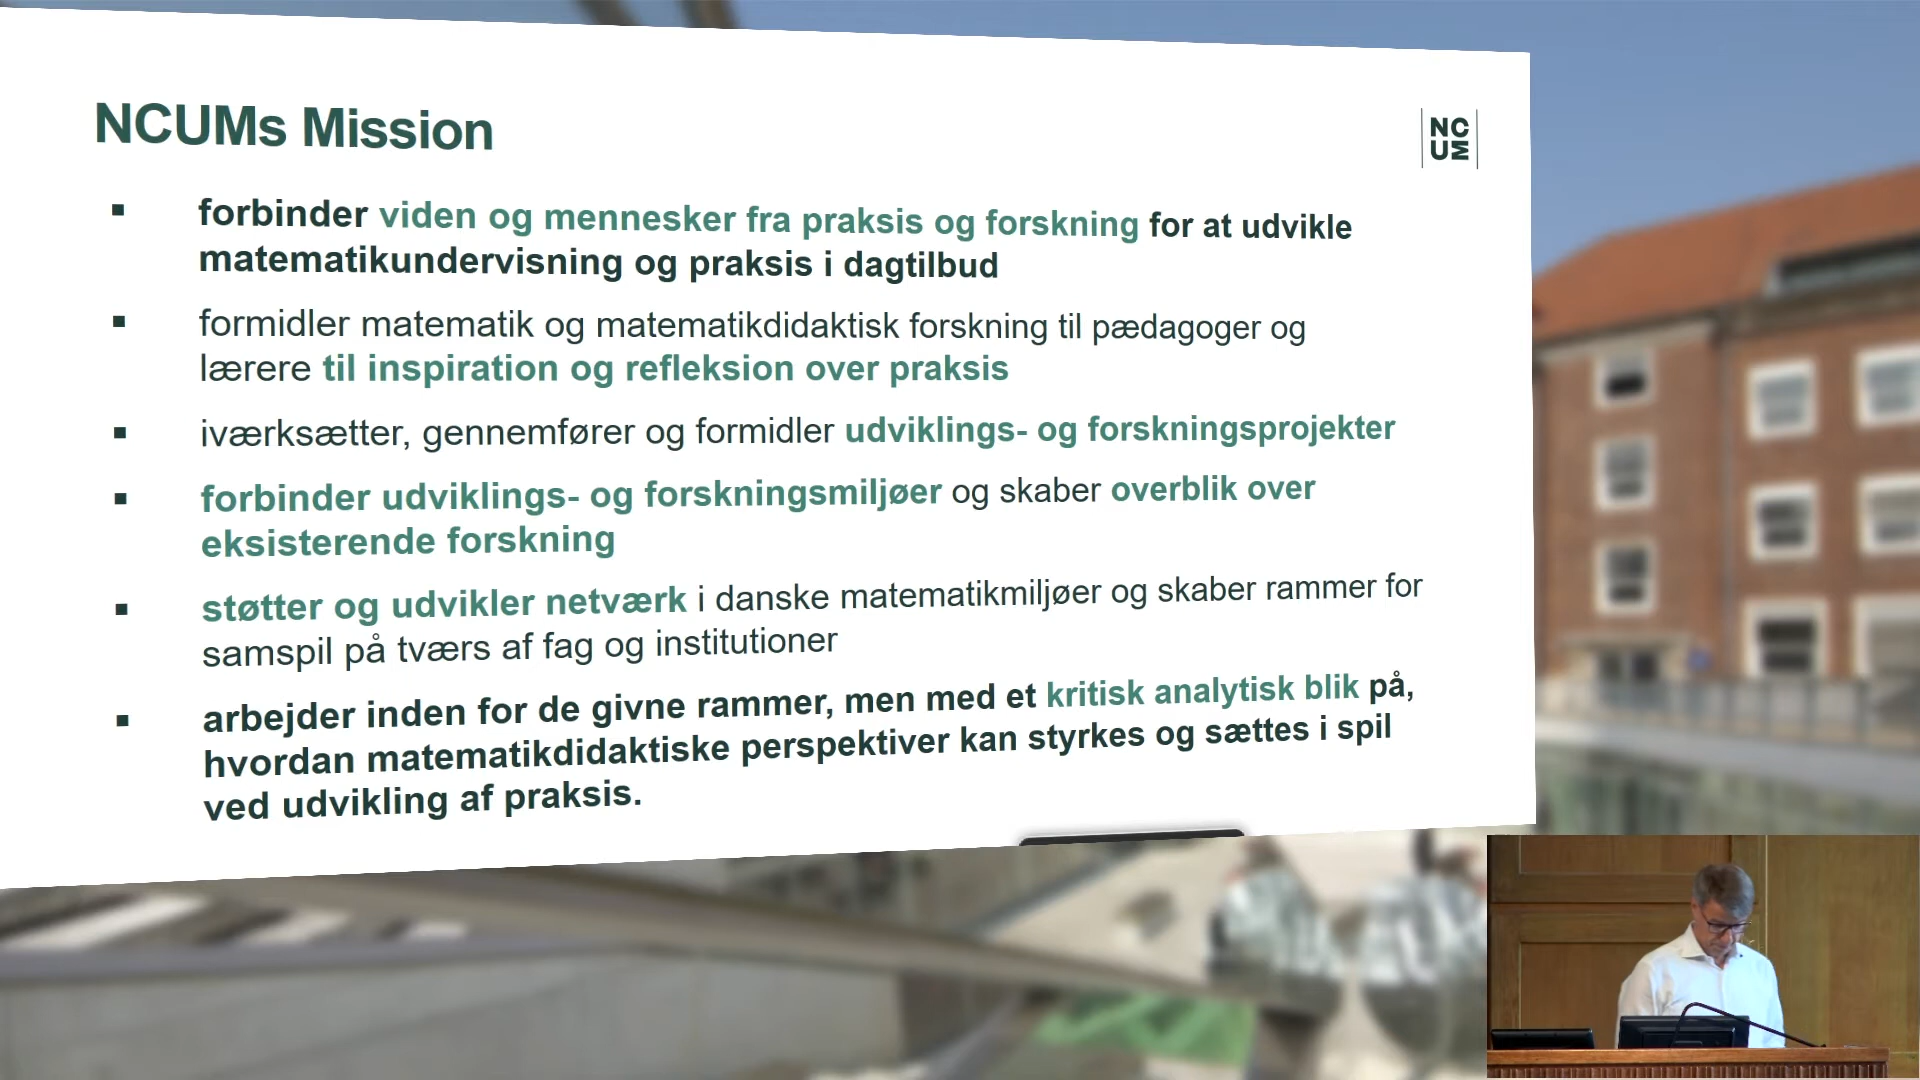 NCUMs Mission
NC
UM
forbinder viden og mennesker fra praksis og forskning for at udvikle
matematikundervisning og praksis i dagtilbud
formidler matematik og matematikdidaktisk forskning til pædagoger og
lærere til inspiration og refleksion over praksis
iværksætter, gennemfører og formidler udviklings- og forskningsprojekter
forbinder udviklings- og forskningsmiljøer og skaber overblik over
eksisterende forskning
støtter og udvikler netværk i danske matematikmiljøer og skaber rammer for
samspil på tværs af fag og institutioner
arbejder inden for de givne rammer, men med et kritisk analytisk blik på,
hvordan matematikdidaktiske perspektiver kan styrkes og sættes i spil
ved udvikling af praksis.